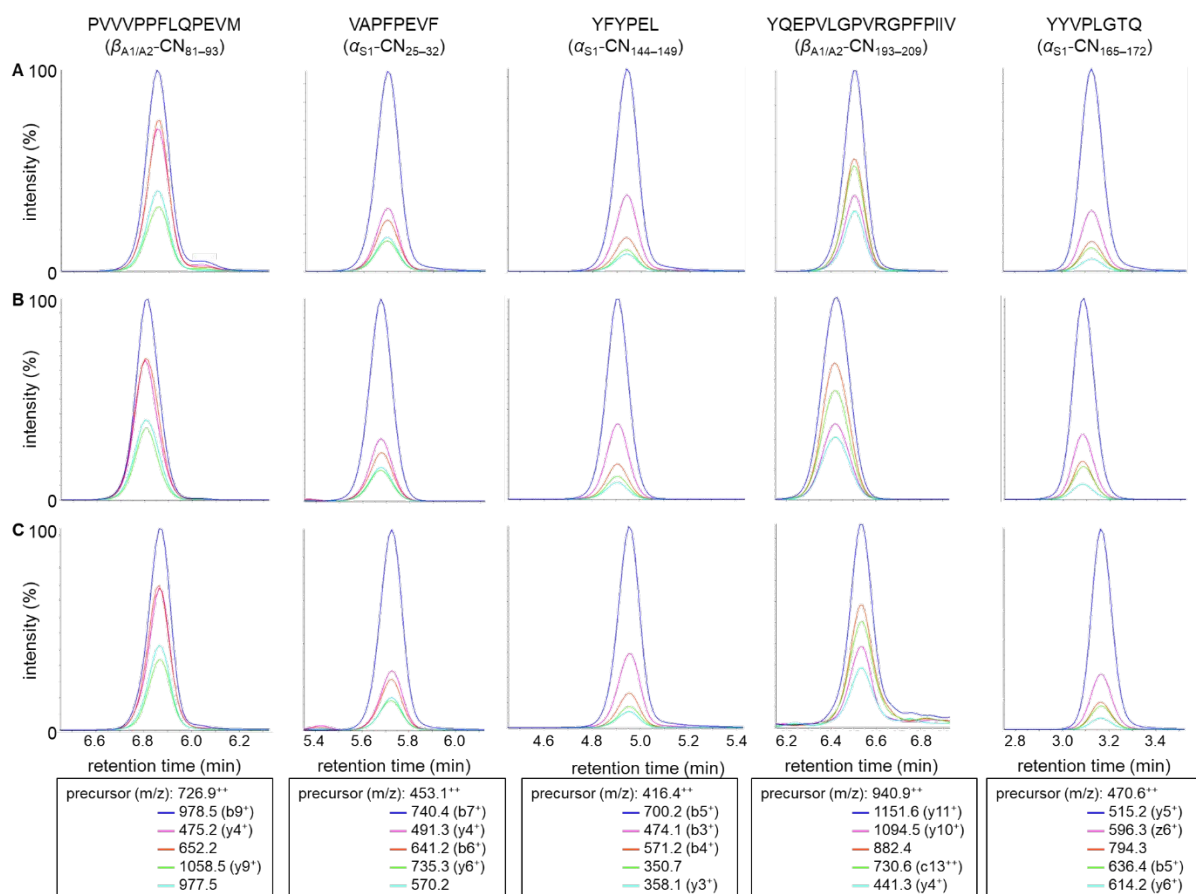 PVVVPPFLQPEVM
(βA1/A2-CN81–93)
VAPFPEVF
(αS1-CN25–32)
YFYPEL
(αS1-CN144–149)
YQEPVLGPVRGPFPIIV
(βA1/A2-CN193–209)
YYVPLGTQ
(αS1-CN165–172)
A 100
intensity (%)
0
B 100
intensity (%)
0
C 100
intensity (%)
0
6.6 6.8 6.0 6.2
5.4 5.6 5.8 6.0
4.6 4.8 5.0 5.2 5.4
6.2 6.4 6.6 6.8
2.8 3.0 3.2 3.4
retention time (min)
retention time (min)
retention time (min)
retention time (min)
retention time (min)
precursor (m/z): 726.9++
978.5 (b9+)
475.2 (y4+)
652.2
1058.5 (y9+)
977.5
precursor (m/z): 453.1++
740.4 (b7+)
491.3 (y4+)
641.2 (b6+)
735.3 (y6+)
570.2
precursor (m/z): 416.4++
700.2 (b5+)
474.1 (b3+)
571.2 (b4+)
350.7
358.1 (y3+)
precursor (m/z): 940.9++
1151.6 (y11+)
1094.5 (y10+)
882.4
730.6 (c13++)
441.3 (y4+)
precursor (m/z): 470.6++
515.2 (y5+)
596.3 (z6+)
794.3
636.4 (b5+)
614.2 (y6+)